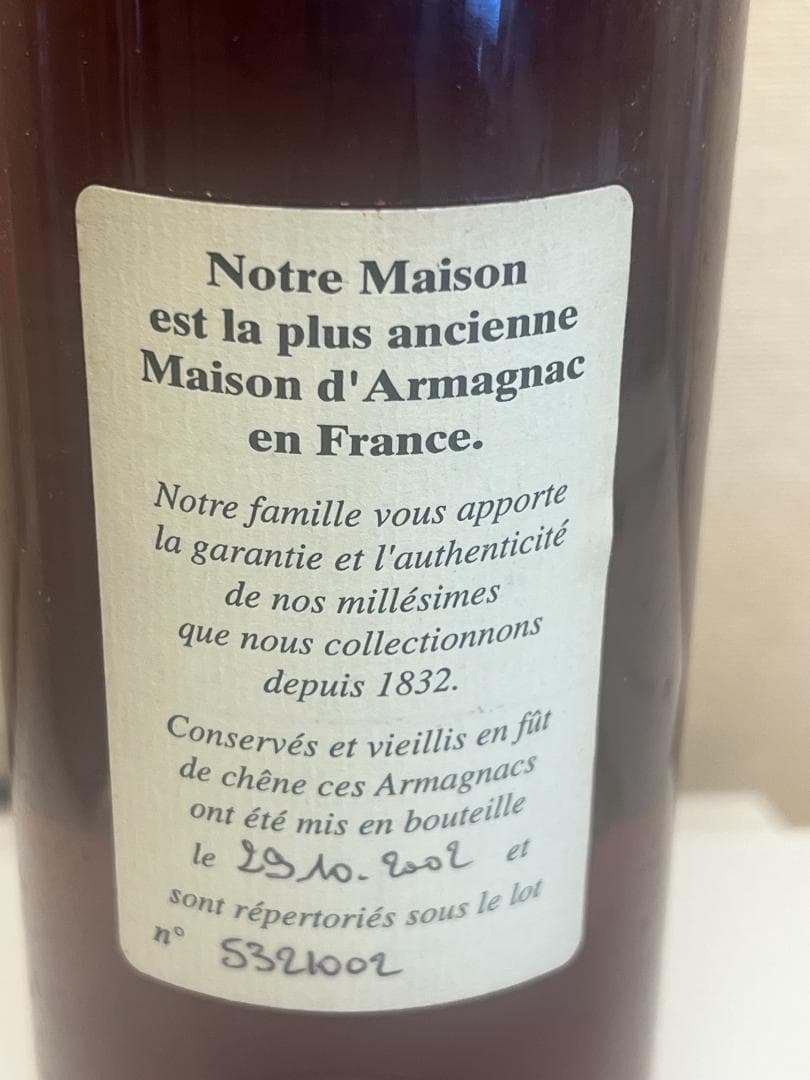 Notre Maison
est la plus ancienne
Maison d'Armagnac
en France.
Notre famille vous apporte
la garantie et l'authenticité
de nos millésimes
que nous collectionnons
depuis 1832.
Conservés et vieillis en fût
de chêne ces Armagnacs
ont été mis en bouteille
le 29.10.2002 et
sont répertoriés sous le lot
n° 5321002